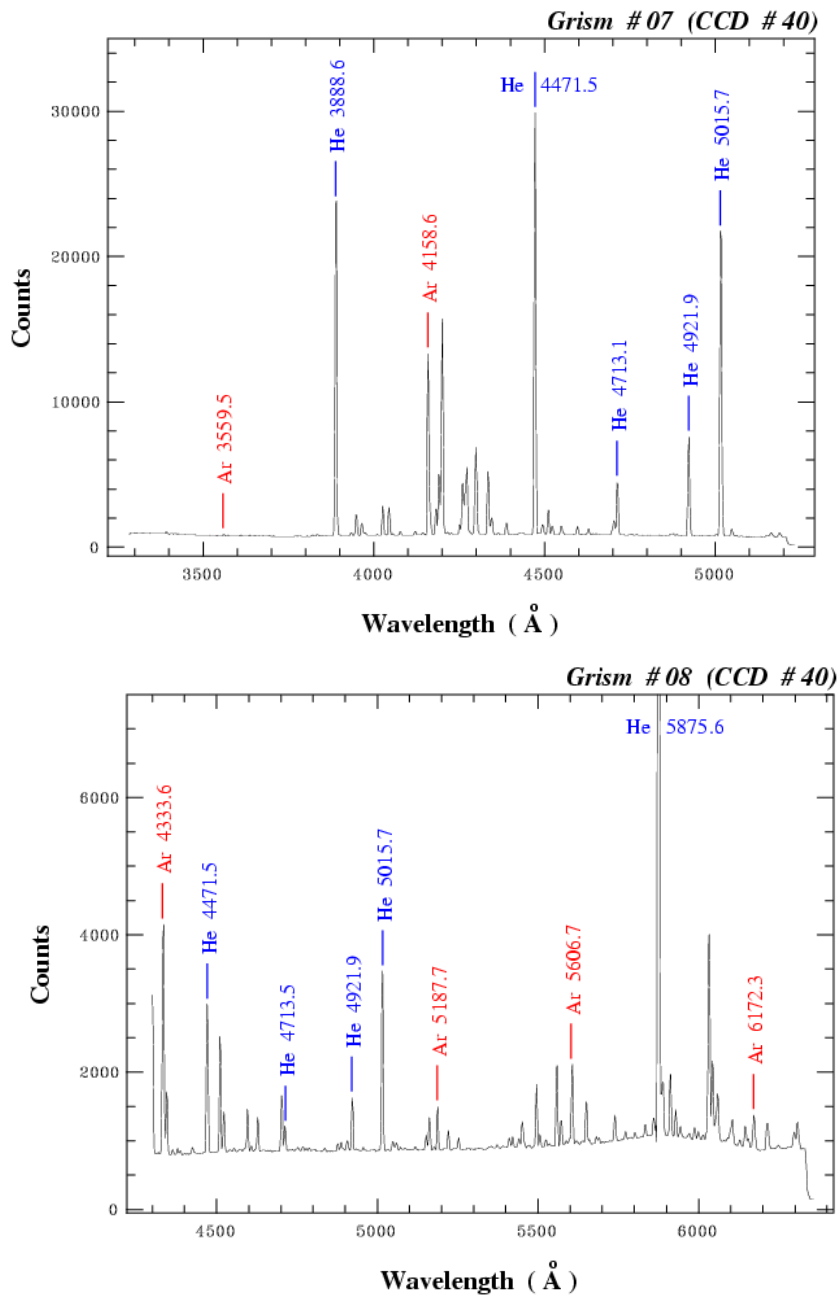 Grism # 07 (CCD # 40)
Counts
30000
20000
10000
0
Ar 3559.5
He 3888.6
Ar 4158.6
He 4471.5
He 4713.1
He 4921.9
He 5015.7
3500
4000
4500
5000
Wavelength ( Å )
Grism # 08 (CCD # 40)
Counts
6000
4000
2000
0
Ar 4333.6
He 4471.5
He 4713.5
He 4921.9
He 5015.7
Ar 5187.7
Ar 5606.7
He 5875.6
Ar 6172.3
4500
5000
5500
6000
Wavelength ( Å )